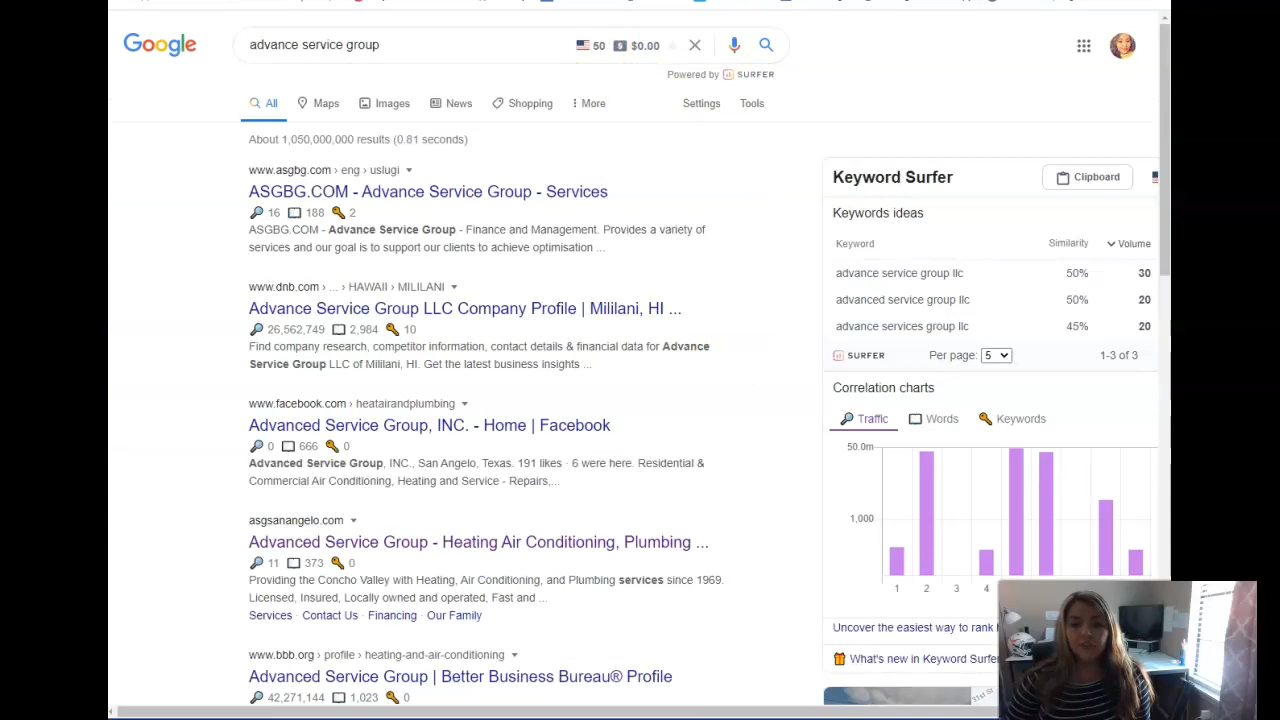 Google
advance service group
50 $0.00
Powered by SURFER
All Maps Images News Shopping More Settings Tools
About 1,050,000,000 results (0.81 seconds)
www.asgbg.com › eng › uslugi
ASGBG.COM - Advance Service Group - Services
16 188 2
ASGBG.COM - Advance Service Group - Finance and Management. Provides a variety of
services and our goal is to support our clients to achieve optimisation ...
www.dnb.com › ... › HAWAII › MILILANI
Advance Service Group LLC Company Profile | Mililani, HI ...
26,562,749 2,984 10
Find company research, competitor information, contact details & financial data for Advance
Service Group LLC of Mililani, HI. Get the latest business insights ...
www.facebook.com › heatairandplumbing
Advanced Service Group, INC. - Home | Facebook
0 666 0
Advanced Service Group, INC., San Angelo, Texas. 191 likes · 6 were here. Residential &
Commercial Air Conditioning, Heating and Service - Repairs,...
asgsanangelo.com
Advanced Service Group - Heating Air Conditioning, Plumbing ...
11 373 0
Providing the Concho Valley with Heating, Air Conditioning, and Plumbing services since 1969.
Licensed, Insured, Locally owned and operated, Fast and ...
Services · Contact Us · Financing · Our Family
www.bbb.org › profile › heating-and-air-conditioning
Advanced Service Group | Better Business Bureau® Profile
42,271,144 1,023 0
Keyword Surfer
Clipboard
Keywords ideas
Keyword Similarity Volume
advance service group llc 50% 30
advanced service group llc 50% 20
advance services group llc 45% 20
SURFER Per page: 5 1-3 of 3
Correlation charts
Traffic Words Keywords
50.0m
1,000
1 2 3 4
Uncover the easiest way to rank
What's new in Keyword Surfer
31st St